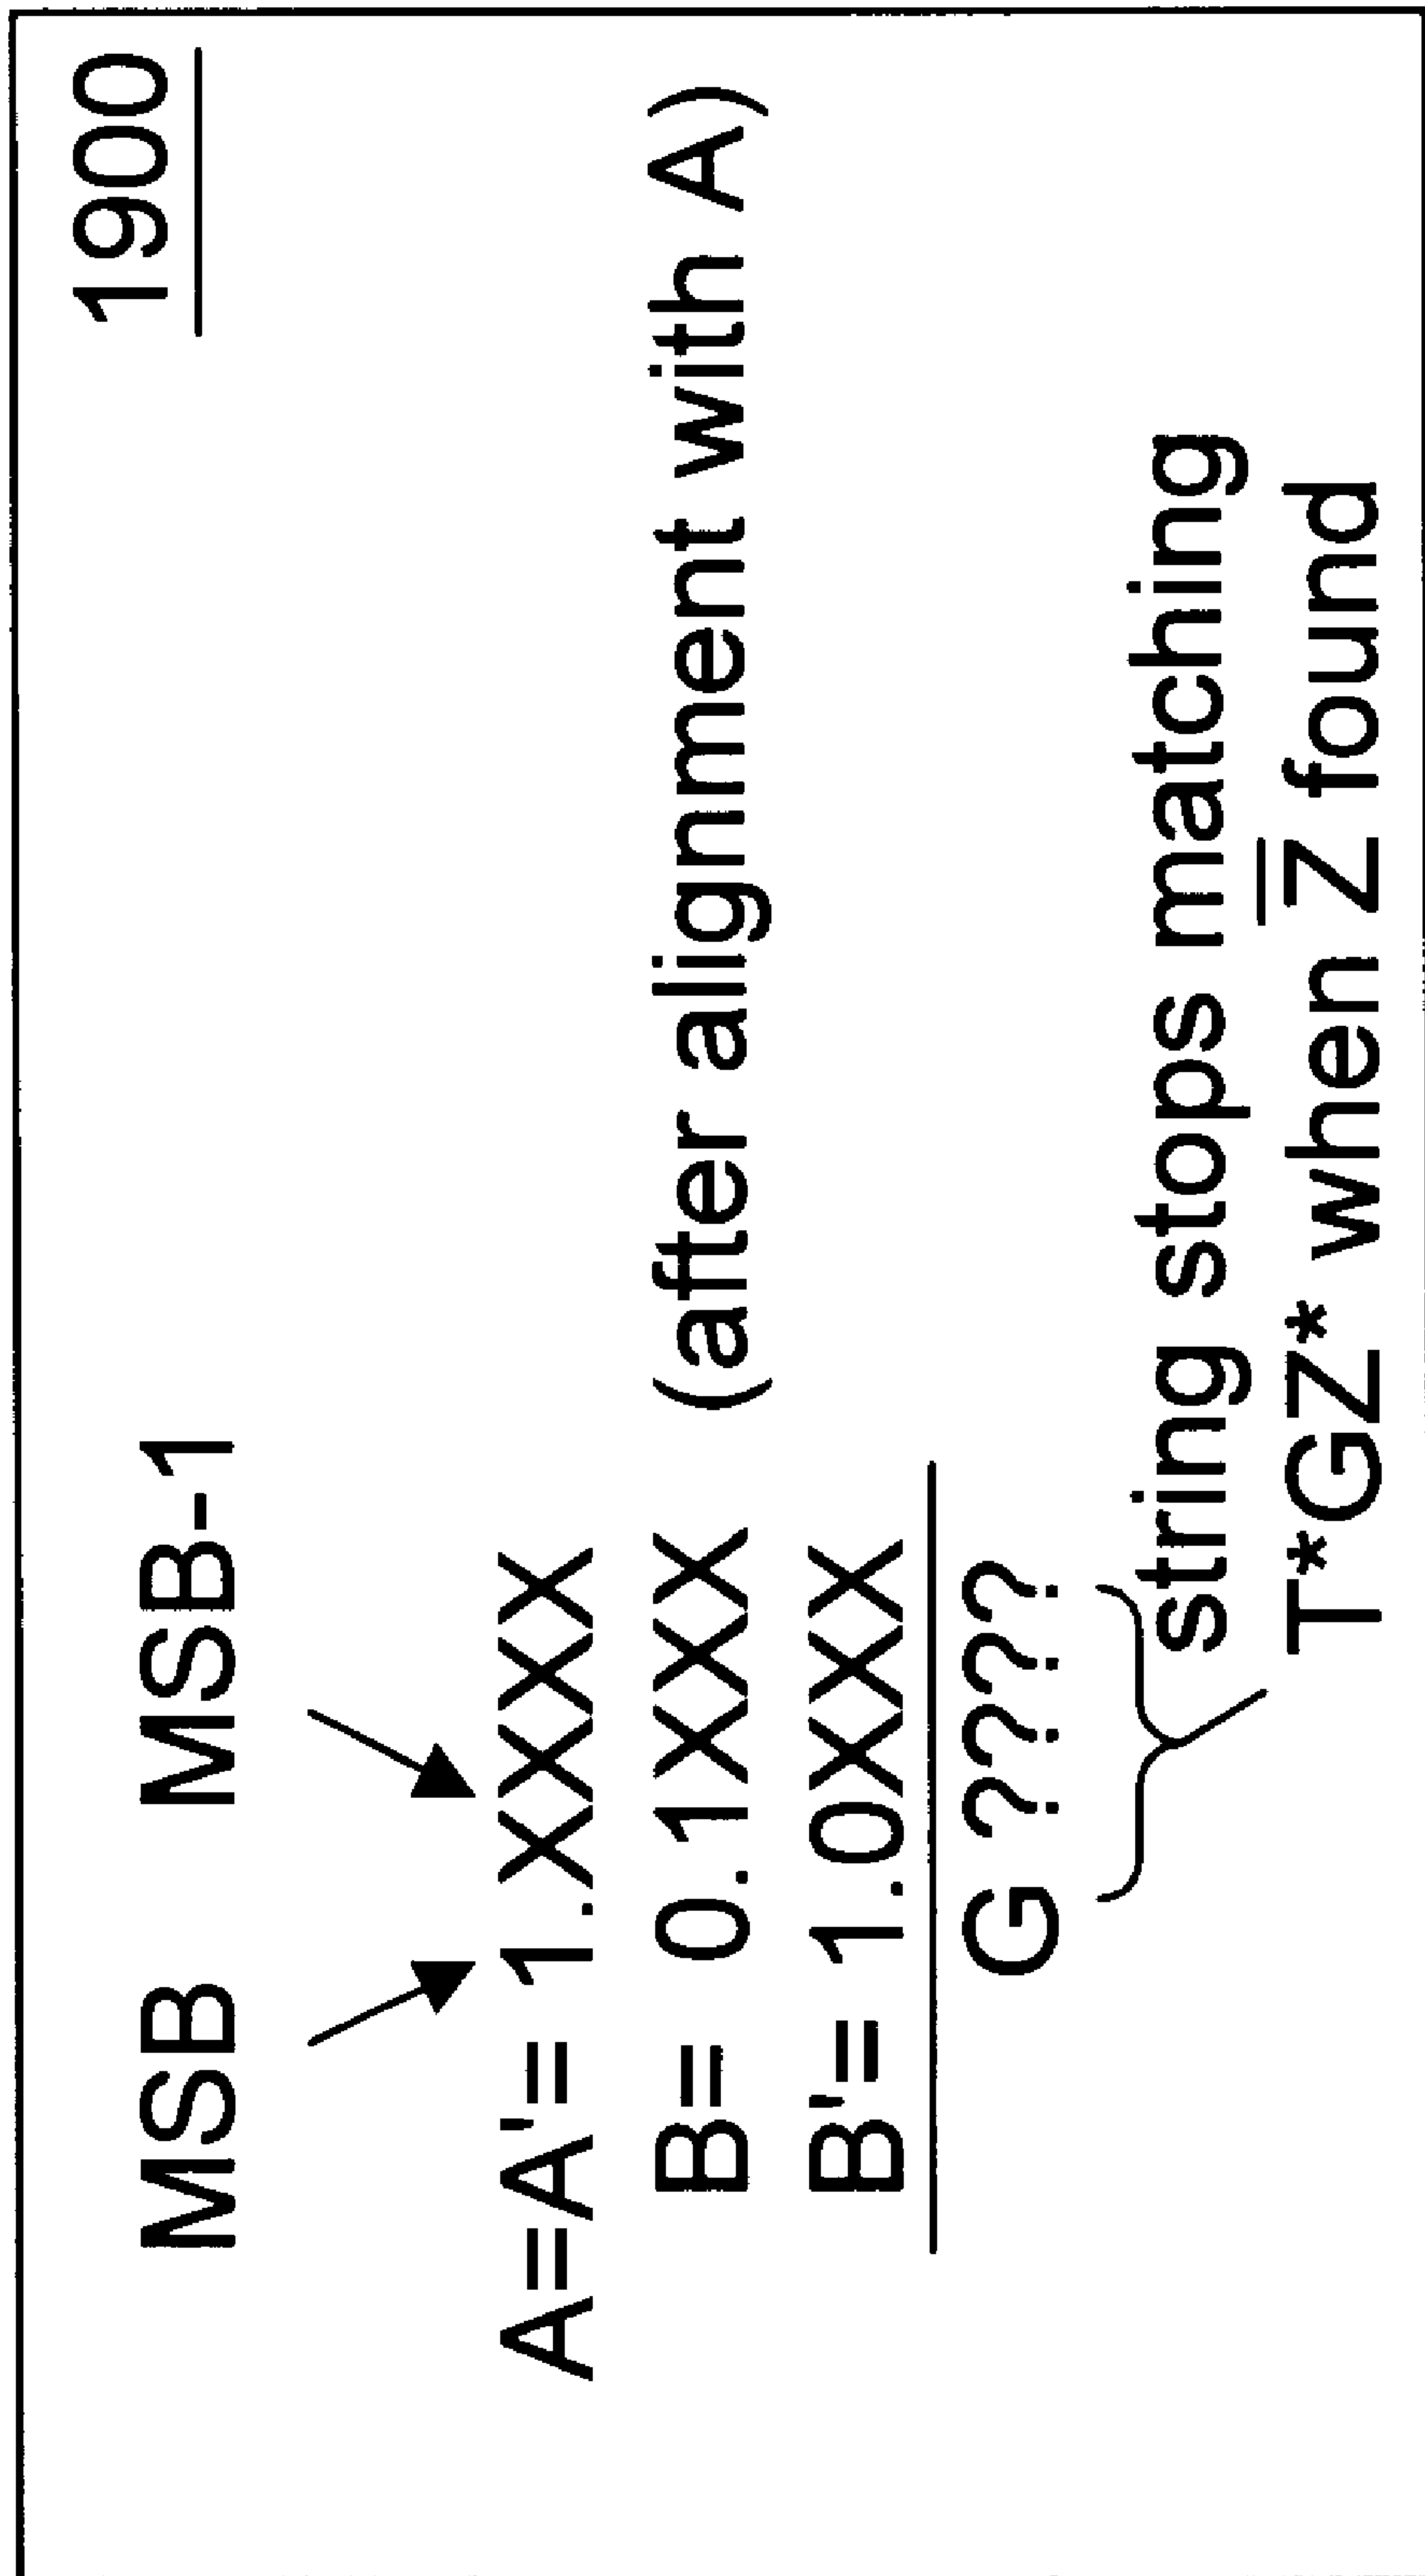 1900
MSB MSB-1
A=A'= 1.XXXX
B= 0.1XXX (after alignment with A)
B'= 1.0XXX
G ????
string stops matching
T*GZ* when Z̅ found